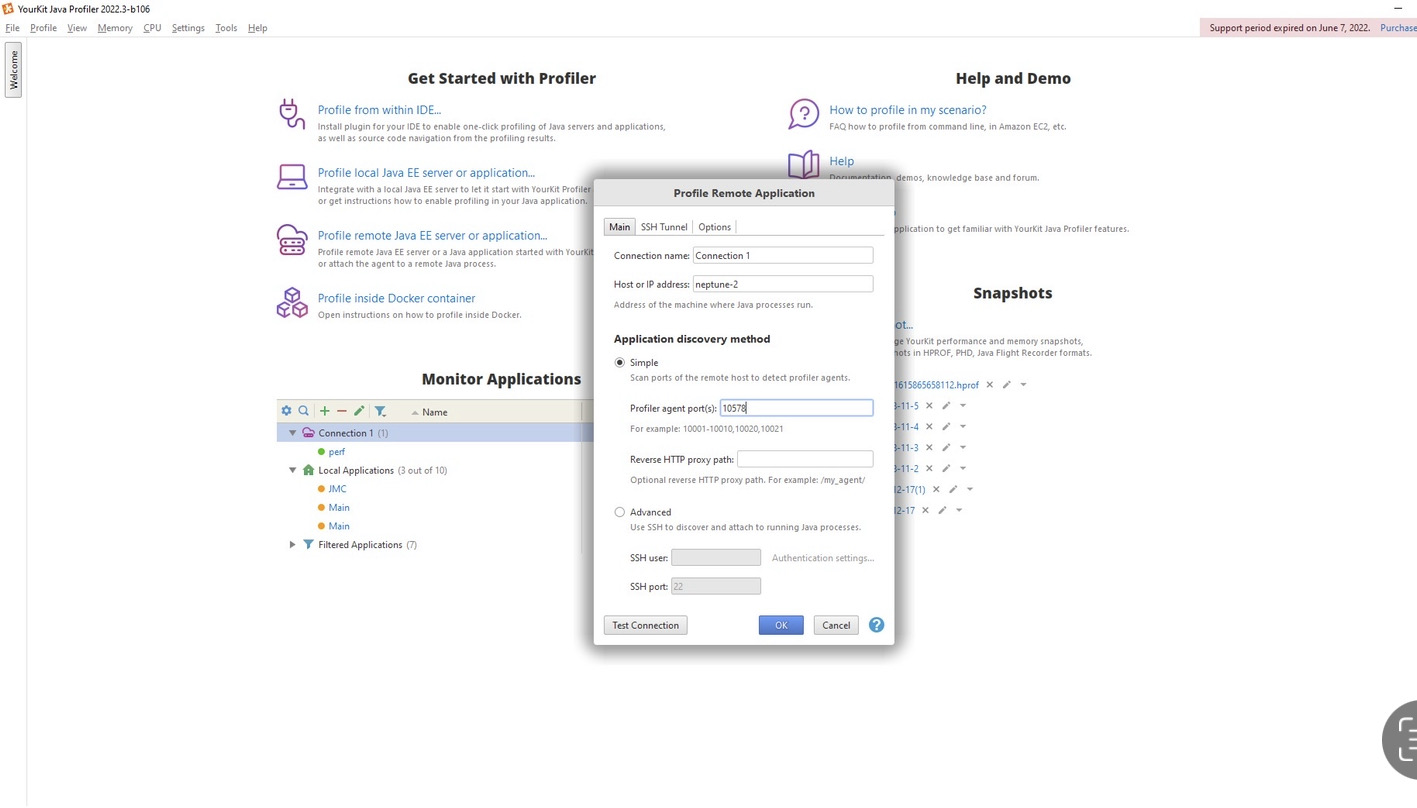 YourKit Java Profiler 2022.3-b106
File Profile View Memory CPU Settings Tools Help
Support period expired on June 7, 2022. Purchase
Welcome
Get Started with Profiler
Profile from within IDE...
Install plugin for your IDE to enable one-click profiling of Java servers and applications,
as well as source code navigation from the profiling results.
Profile local Java EE server or application...
Integrate with a local Java EE server to let it start with YourKit Profiler
or get instructions how to enable profiling in your Java application.
Profile remote Java EE server or application...
Profile remote Java EE server or a Java application started with YourKit
or attach the agent to a remote Java process.
Profile inside Docker container
Open instructions on how to profile inside Docker.
Monitor Applications
Name
Connection 1 (1)
perf
Local Applications (3 out of 10)
JMC
Main
Main
Filtered Applications (7)
Profile Remote Application
Main SSH Tunnel Options
Connection name: Connection 1
Host or IP address: neptune-2
Address of the machine where Java processes run.
Application discovery method
Simple
Scan ports of the remote host to detect profiler agents.
Profiler agent port(s): 10578
For example: 10001-10010,10020,10021
Reverse HTTP proxy path:
Optional reverse HTTP proxy path. For example: /my_agent/
Advanced
Use SSH to discover and attach to running Java processes.
SSH user: Authentication settings...
SSH port: 22
Test Connection OK Cancel
Help and Demo
How to profile in my scenario?
FAQ how to profile from command line, in Amazon EC2, etc.
Help
Documentation, demos, knowledge base and forum.
application to get familiar with YourKit Java Profiler features.
Snapshots
ot...
ge YourKit performance and memory snapshots,
hots in HPROF, PHD, Java Flight Recorder formats.
1615865658112.hprof
3-11-5
3-11-4
3-11-3
3-11-2
12-17(1)
12-17